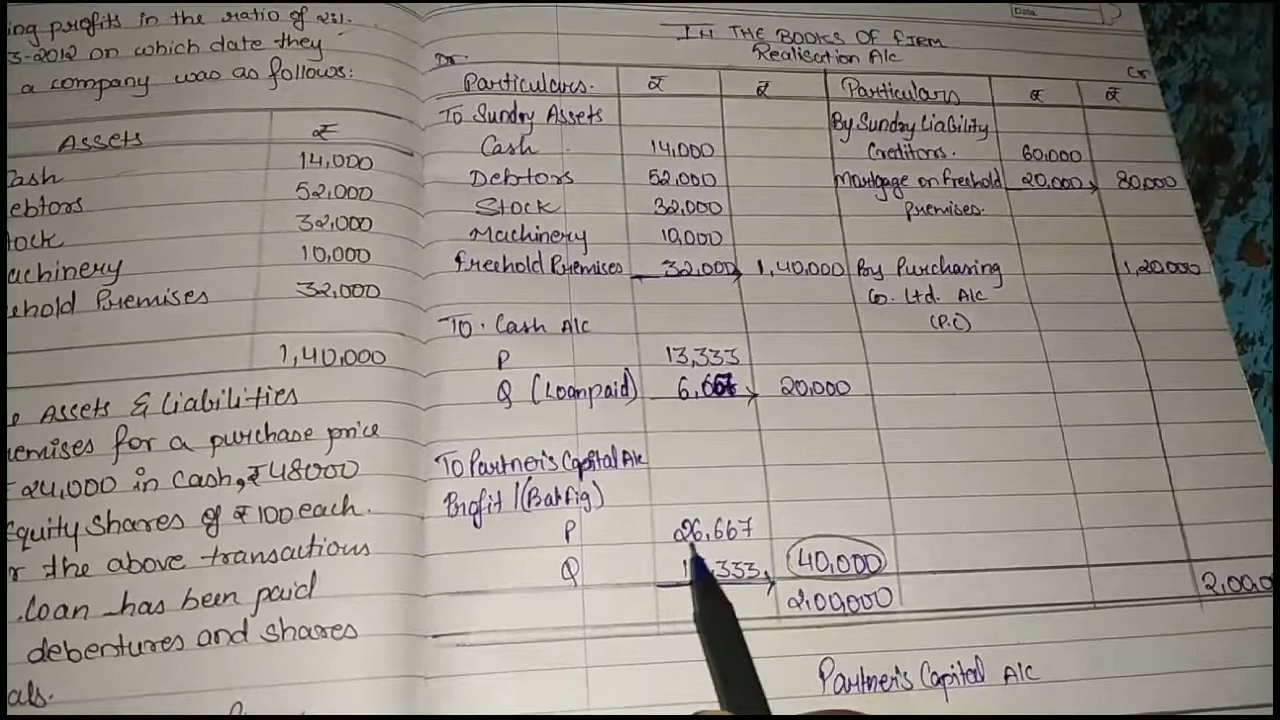 ing profits in the ratio of 2:1.
3-2012 on which date they
a company was as follows:
Assets ₹
Cash 14,000
ebtors 52,000
tock 32,000
achinery 10,000
ehold Premises 32,000
1,40,000
Assets & liabilities
emises for a purchase price
24,000 in cash, ₹48000
Equity shares of ₹100 each.
r the above transactions
loan has been paid
debentures and shares
als.
Date
IN THE BOOKS OF FIRM
Realisation A/c
Dr. Cr
Particulars. ₹ ₹ Particulars ₹ ₹
To Sundry Assets By Sundry Liability
Cash 14,000 Creditors. 60,000
Debtors 52,000 Mortgage on freehold 20,000 80,000
Stock 32,000 Premises.
Machinery 10,000
freehold Premises 32,000 1,40,000 By Purchasing 1,20,000
Co. Ltd. A/c
To. Cash A/c (P.C)
P 13,333
Q (Loan paid) 6,667 20,000
To Partner's Capital A/c
Profit (Bal fig)
P 26,667
Q ,333 40,000
2,00,000 2,00,0
Partner's Capital A/c